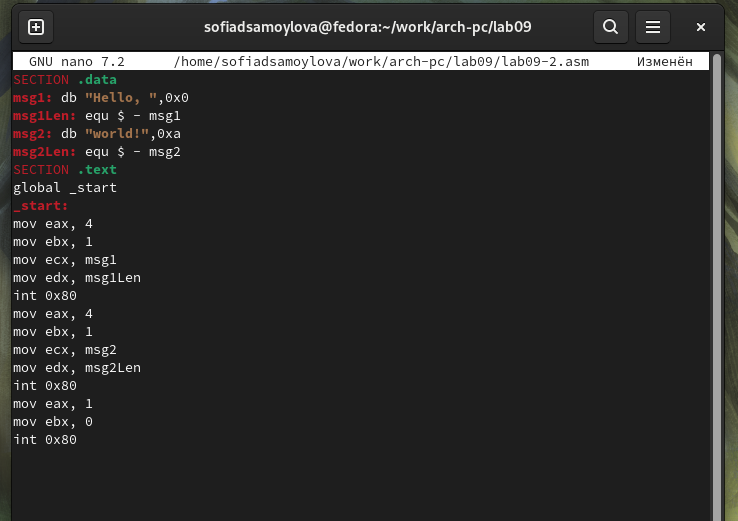 sofiadsamoylova@fedora:~/work/arch-pc/lab09
GNU nano 7.2 /home/sofiadsamoylova/work/arch-pc/lab09/lab09-2.asm Изменён
SECTION .data
msg1: db "Hello, ",0x0
msg1Len: equ $ - msg1
msg2: db "world!",0xa
msg2Len: equ $ - msg2
SECTION .text
global _start
_start:
mov eax, 4
mov ebx, 1
mov ecx, msg1
mov edx, msg1Len
int 0x80
mov eax, 4
mov ebx, 1
mov ecx, msg2
mov edx, msg2Len
int 0x80
mov eax, 1
mov ebx, 0
int 0x80